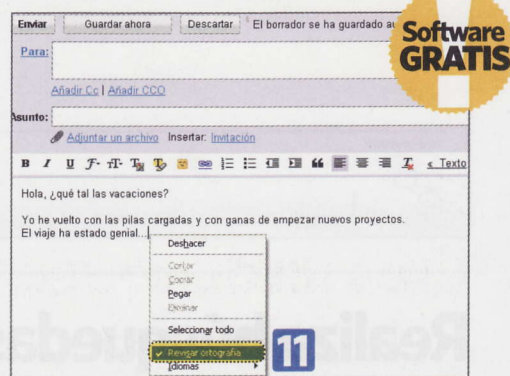 Enviar Guardar ahora Descartar El borrador se ha guardado
Software
GRATIS
Para:
Añadir Cc | Añadir CCO
Asunto:
Adjuntar un archivo Insertar: Invitación
« Texto
Hola, ¿qué tal las vacaciones?
Yo he vuelto con las pilas cargadas y con ganas de empezar nuevos proyectos.
El viaje ha estado genial...
Deshacer
Cortar
Copiar
Pegar
Eliminar
Seleccionar todo
Revisar ortografía
11
Idiomas